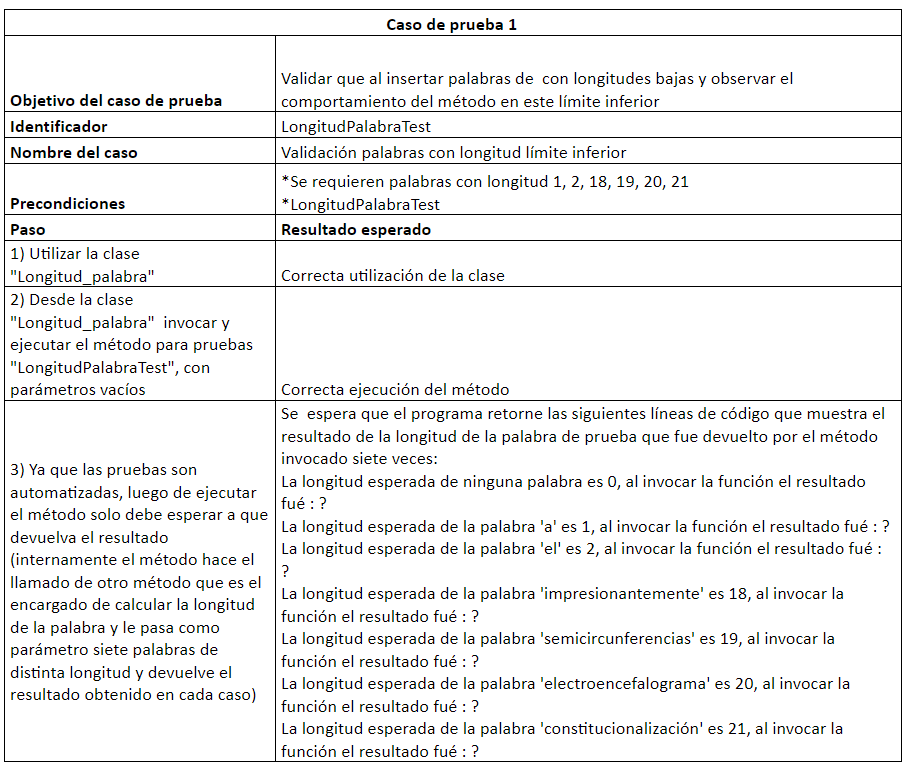 Caso de prueba 1
Objetivo del caso de prueba
Validar que al insertar palabras de  con longitudes bajas y observar el
comportamiento del método en este límite inferior
Identificador
LongitudPalabraTest
Nombre del caso
Validación palabras con longitud límite inferior
Precondiciones
*Se requieren palabras con longitud 1, 2, 18, 19, 20, 21
*LongitudPalabraTest
Paso
Resultado esperado
1) Utilizar la clase
"Longitud_palabra"
Correcta utilización de la clase
2) Desde la clase
"Longitud_palabra"  invocar y
ejecutar el método para pruebas
"LongitudPalabraTest", con
parámetros vacíos
Correcta ejecución del método
3) Ya que las pruebas son
automatizadas, luego de ejecutar
el método solo debe esperar a que
devuelva el resultado
(internamente el método hace el
llamado de otro método que es el
encargado de calcular la longitud
de la palabra y le pasa como
parámetro siete palabras de
distinta longitud y devuelve el
resultado obtenido en cada caso)
Se  espera que el programa retorne las siguientes líneas de código que muestra el
resultado de la longitud de la palabra de prueba que fue devuelto por el método
invocado siete veces:
La longitud esperada de ninguna palabra es 0, al invocar la función el resultado
fué : ?
La longitud esperada de la palabra 'a' es 1, al invocar la función el resultado fué : ?
La longitud esperada de la palabra 'el' es 2, al invocar la función el resultado fué :
?
La longitud esperada de la palabra 'impresionantemente' es 18, al invocar la
función el resultado fué : ?
La longitud esperada de la palabra 'semicircunferencias' es 19, al invocar la
función el resultado fué : ?
La longitud esperada de la palabra 'electroencefalograma' es 20, al invocar la
función el resultado fué : ?
La longitud esperada de la palabra 'constitucionalización' es 21, al invocar la
función el resultado fué : ?